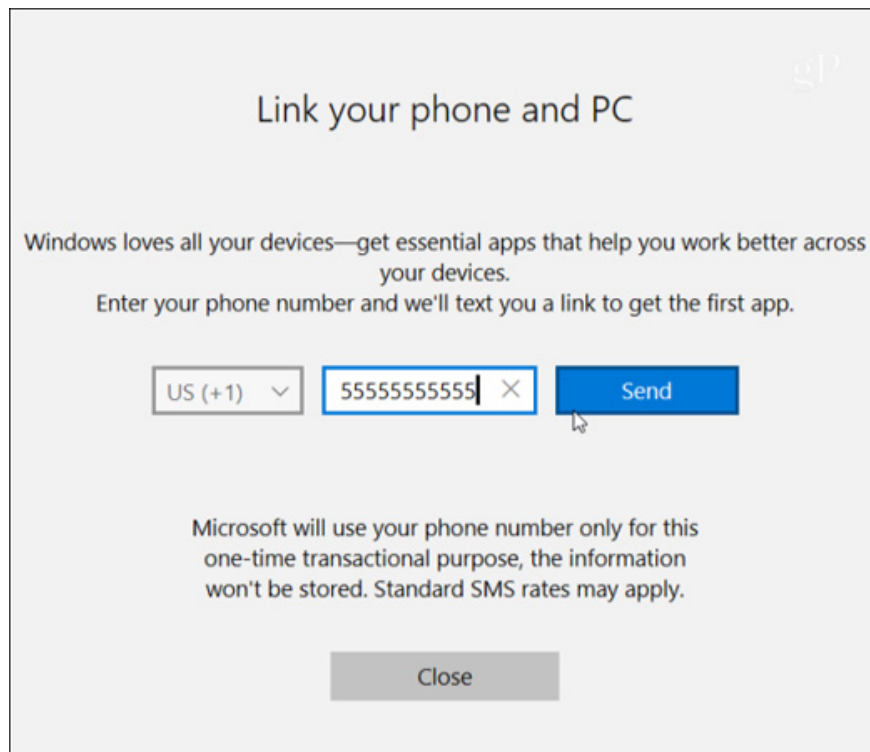 gP
Link your phone and PC
Windows loves all your devices—get essential apps that help you work better across
your devices.
Enter your phone number and we'll text you a link to get the first app.
US (+1) 55555555555 Send
Microsoft will use your phone number only for this
one-time transactional purpose, the information
won't be stored. Standard SMS rates may apply.
Close